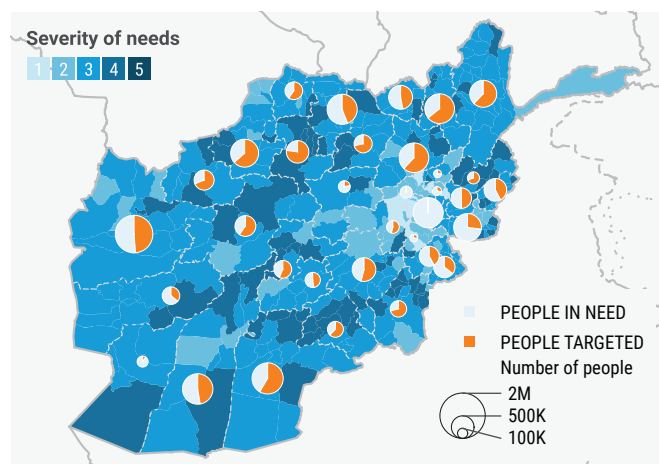 Severity of needs
1 2 3 4 5
PEOPLE IN NEED
PEOPLE TARGETED
Number of people
2M
500K
100K